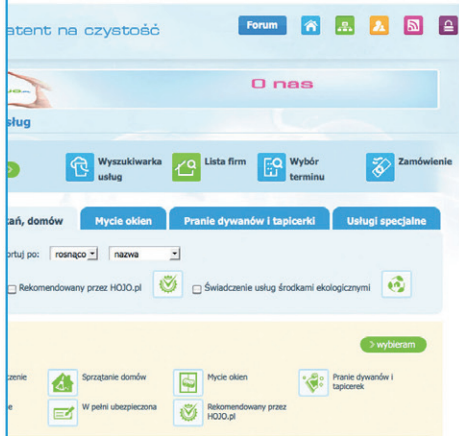 atent na czystość
Forum
O nas
sług
Wyszukiwarka usług
Lista firm
Wybór terminu
Zamówienie
ań, domów
Mycie okien
Pranie dywanów i tapicerki
Usługi specjalne
ortuj po:
rosnąco
nazwa
Rekomendowany przez HOJO.pl
Świadczenie usług środkami ekologicznymi
> wybieram
zenie
Sprzątanie domów
Mycie okien
Pranie dywanów i
tapicerek
e
W pełni ubezpieczona
Rekomendowany przez
HOJO.pl